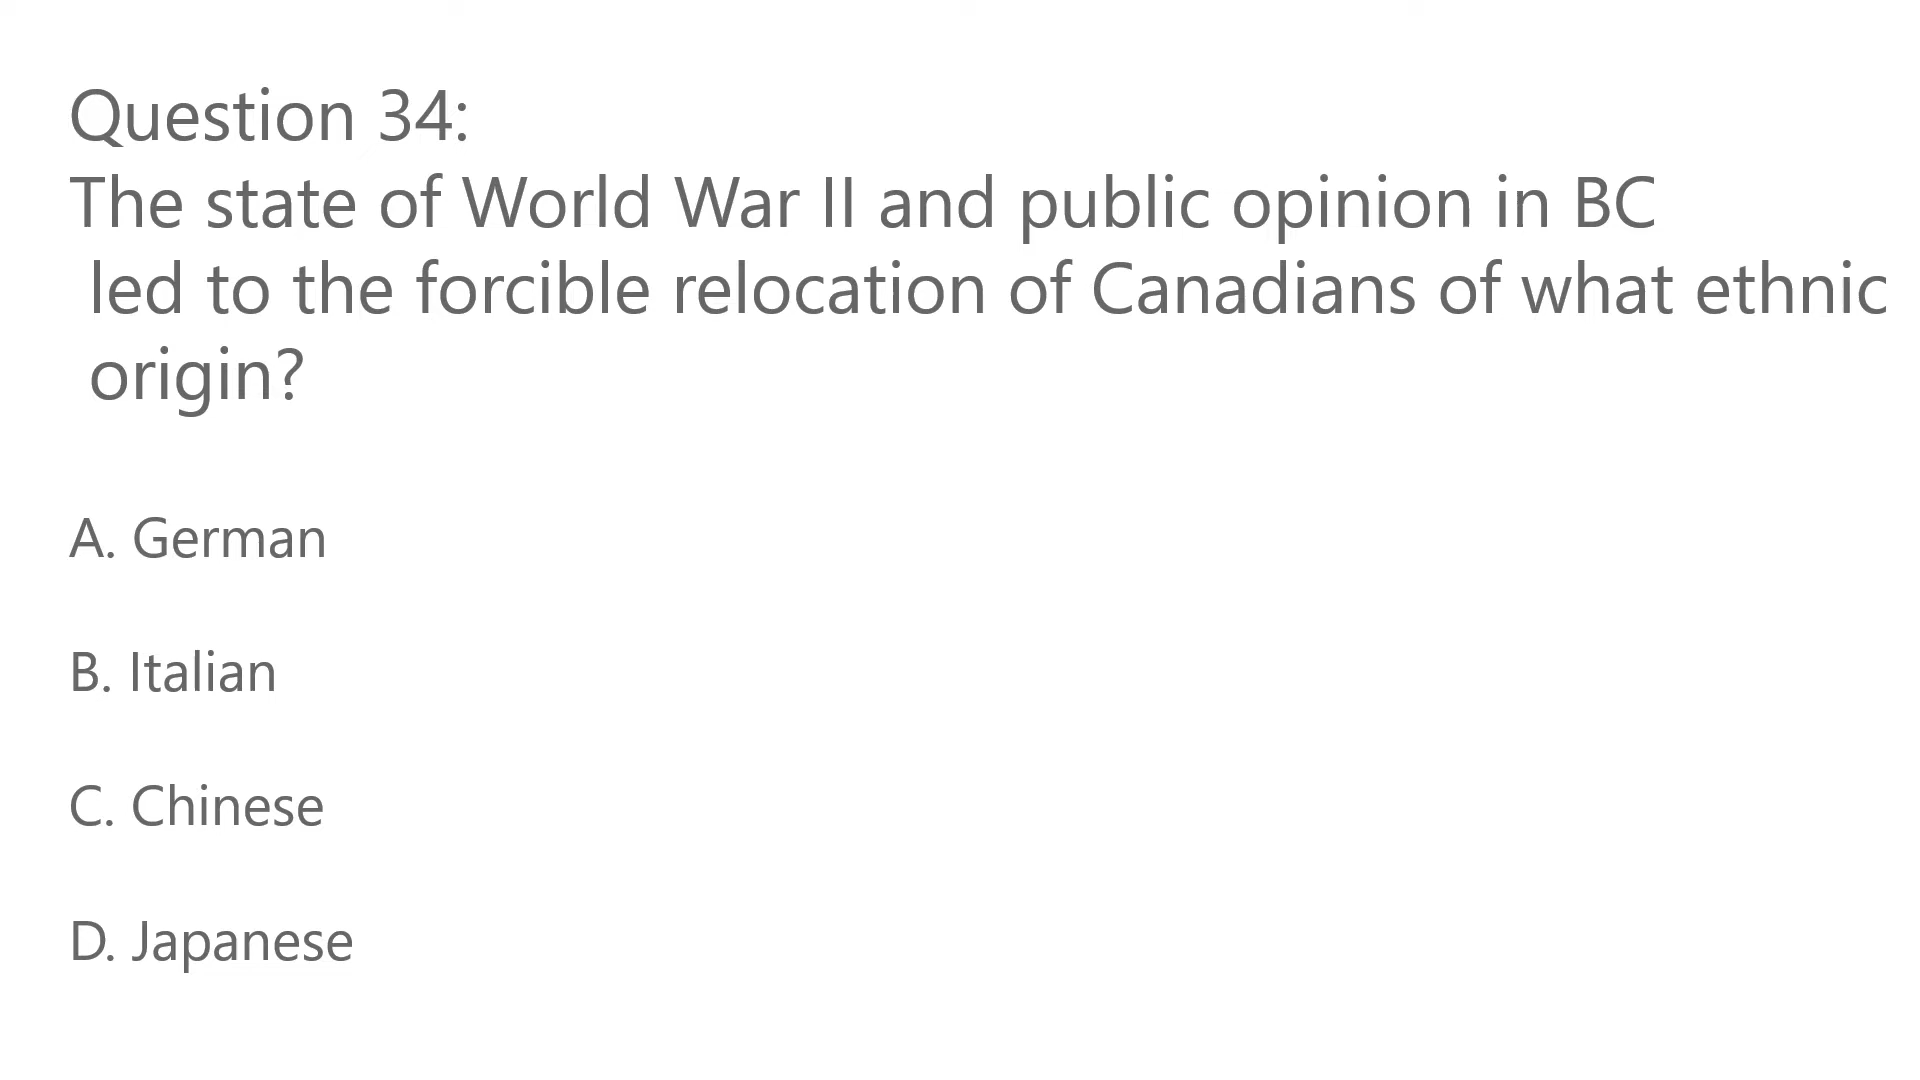 Question 34:
The state of World War II and public opinion in BC
led to the forcible relocation of Canadians of what ethnic
origin?
A. German
B. Italian
C. Chinese
D. Japanese